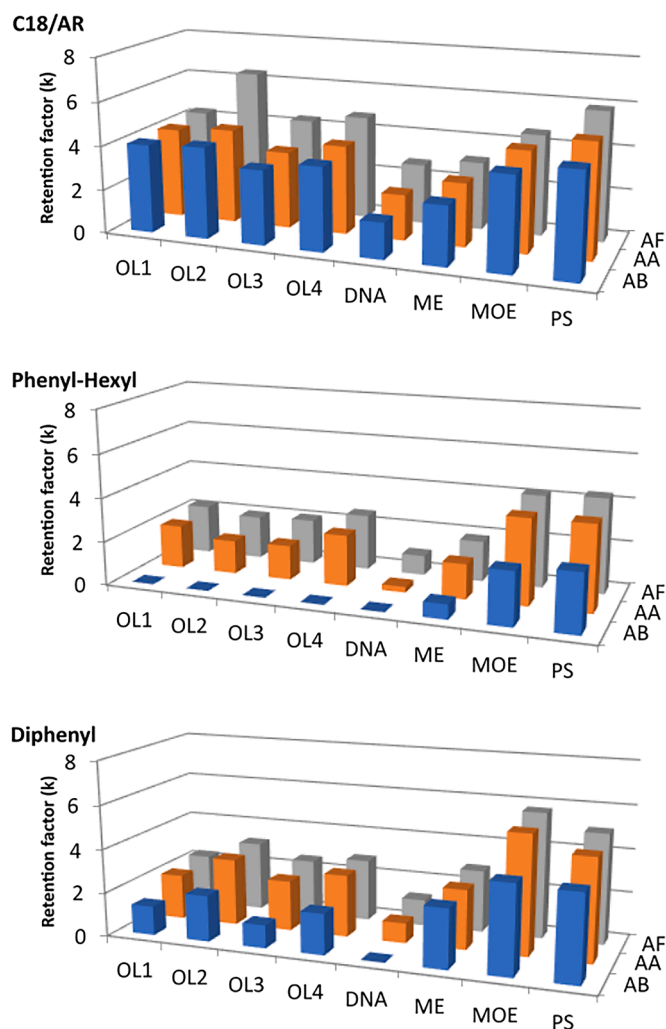 C18/AR
Retention factor (k)
8
6
4
2
0
OL1 OL2 OL3 OL4 DNA ME MOE PS
AF
AA
AB
Phenyl-Hexyl
Retention factor (k)
8
6
4
2
0
OL1 OL2 OL3 OL4 DNA ME MOE PS
AF
AA
AB
Diphenyl
Retention factor (k)
8
6
4
2
0
OL1 OL2 OL3 OL4 DNA ME MOE PS
AF
AA
AB